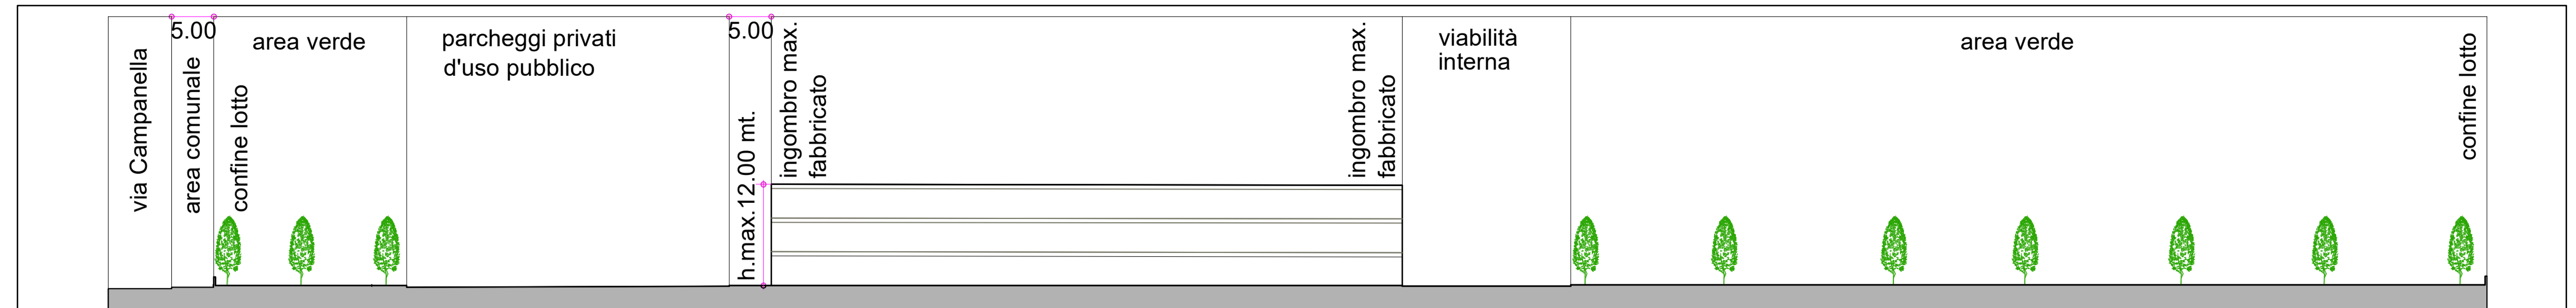 via Campanella
5.00
area comunale
confine lotto
area verde
parcheggi privati
d'uso pubblico
5.00
h.max.12.00 mt.
ingombro max.
fabbricato
ingombro max.
fabbricato
viabilità
interna
area verde
confine lotto